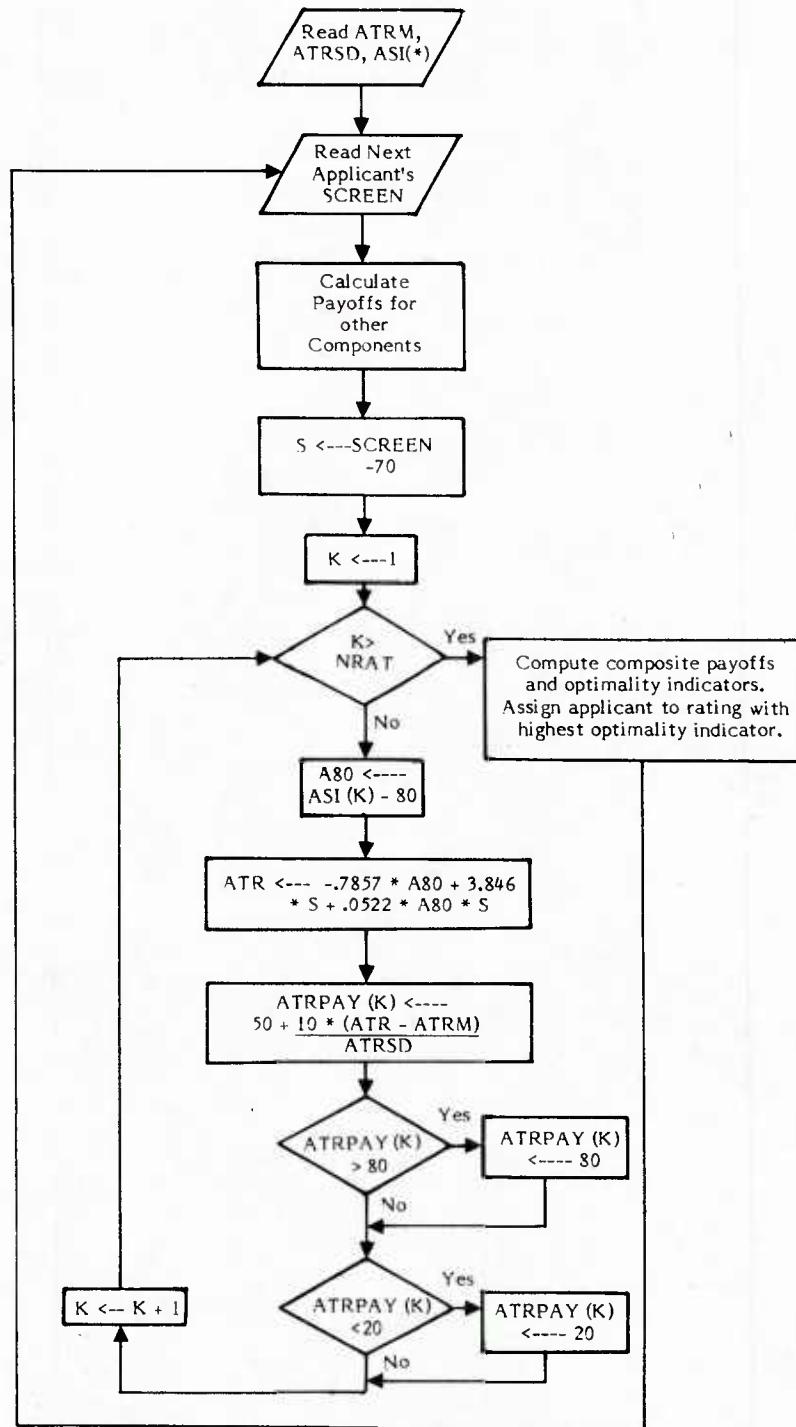 Read ATRM,
ATRSD, ASI(*)
Read Next
Applicant's
SCREEN
Calculate
Payoffs for
other
Components
S <---SCREEN
-70
K <---1
K>
NRAT
Yes
Compute composite payoffs
and optimality indicators.
Assign applicant to rating with
highest optimality indicator.
No
A80 <----
ASI (K) - 80
ATR <--- -.7857 * A80 + 3.846
* S + .0522 * A80 * S
ATRPAY (K) <----
50 + 10 * (ATR - ATRM)
ATRSD
ATRPAY (K)
> 80
Yes
ATRPAY (K)
<---- 80
No
ATRPAY (K)
<20
Yes
ATRPAY (K)
<---- 20
No
K <-- K + 1